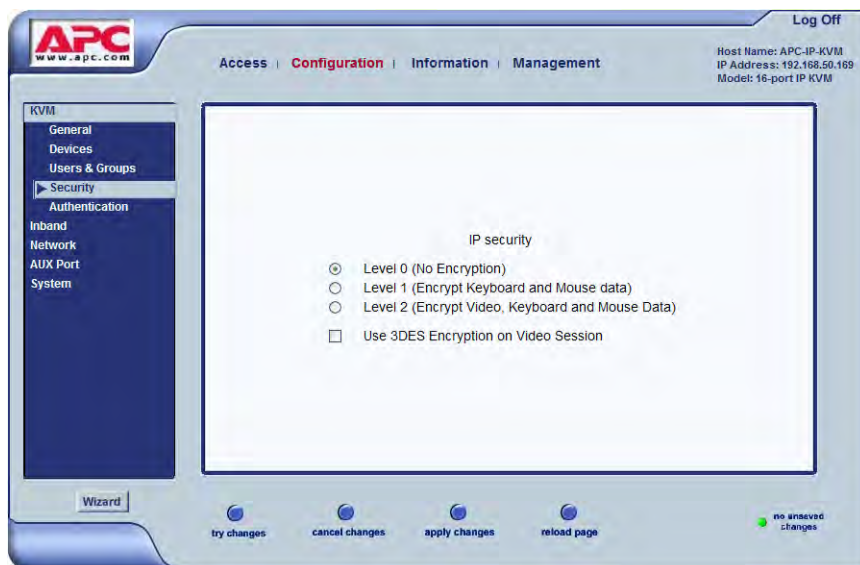 Log Off
APC
www.apc.com
Access | Configuration | Information | Management
Host Name: APC-IP-KVM
IP Address: 192.168.50.169
Model: 16-port IP KVM
KVM
General
Devices
Users & Groups
Security
Authentication
Inband
Network
AUX Port
System
IP security
Level 0 (No Encryption)
Level 1 (Encrypt Keyboard and Mouse data)
Level 2 (Encrypt Video, Keyboard and Mouse Data)
Use 3DES Encryption on Video Session
Wizard
try changes
cancel changes
apply changes
reload page
no unsaved
changes